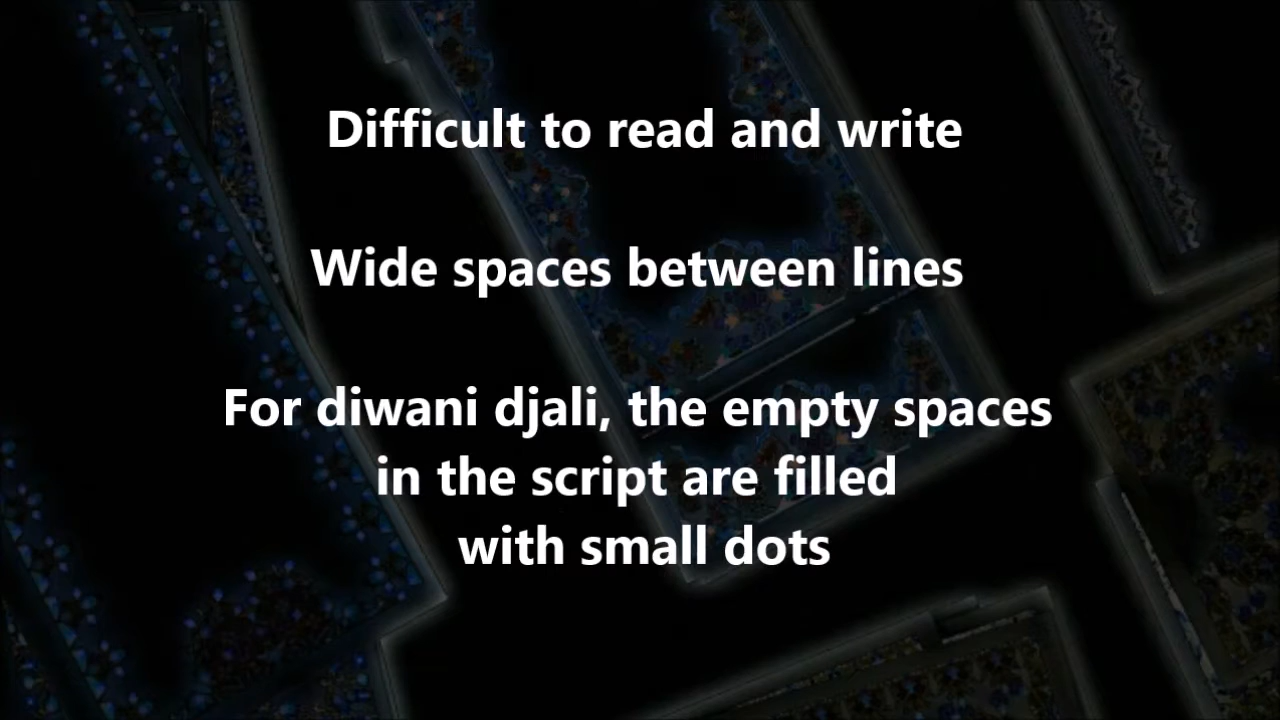 Difficult to read and write
Wide spaces between lines
For diwani djali, the empty spaces
in the script are filled
with small dots